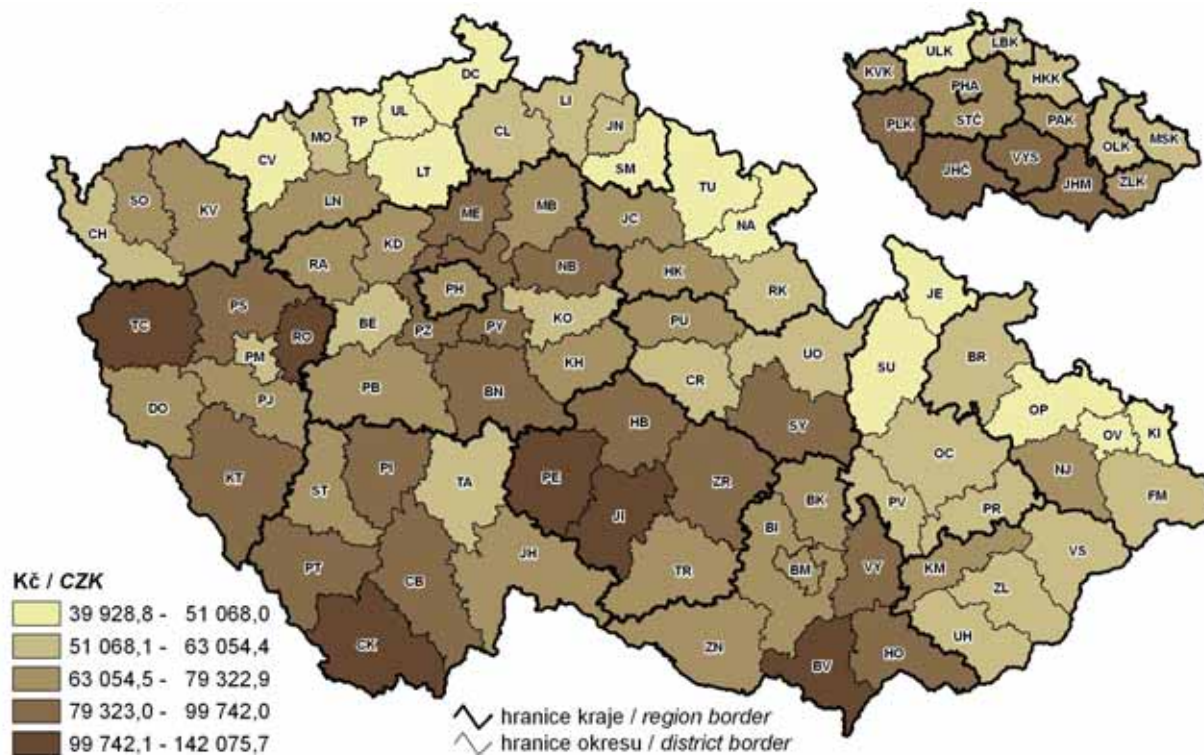 DC
UL
TP
MO
CV
LT
LI
CL
JN
SM
TU
NA
SO
KV
CH
LN
ME
MB
JC
KD
RA
NB
HK
RK
PH
TC
PS
RO
BE
PZ
PY
KO
PU
UO
PM
CR
DO
PJ
PB
BN
KH
HB
SY
KT
ST
PI
TA
PE
JI
ZR
PT
CB
JH
TR
CK
BK
BI
BM
VY
ZN
BV
HO
JE
SU
BR
OP
OV
KI
OC
NJ
FM
PV
PR
VS
KM
ZL
UH
ULK
LBK
KVK
HKK
PHA
STČ
PLK
PAK
MSK
OLK
JHČ
VYS
JHM
ZLK
Kč / CZK
39 928,8 - 51 068,0
51 068,1 - 63 054,4
63 054,5 - 79 322,9
79 323,0 - 99 742,0
99 742,1 - 142 075,7
hranice kraje / region border
hranice okresu / district border